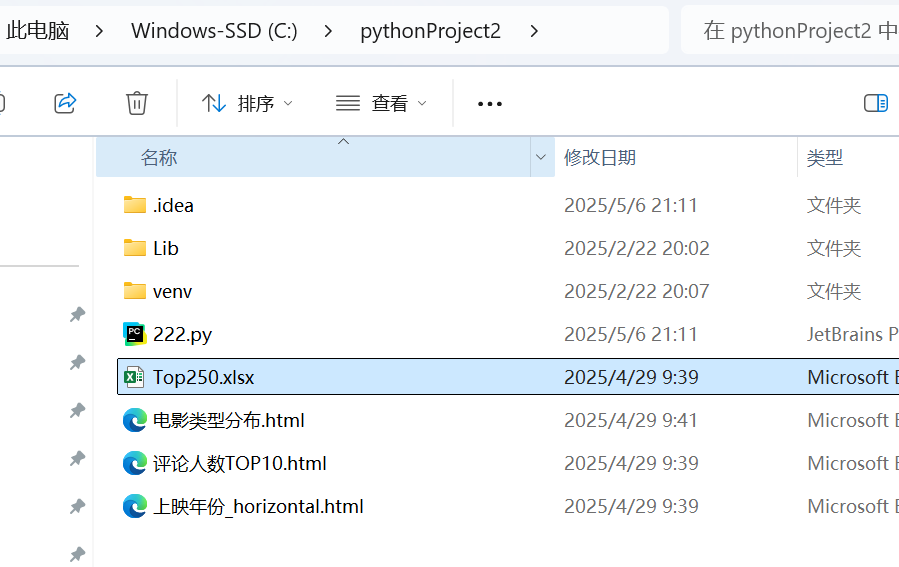 此电脑 > Windows-SSD (C:) > pythonProject2 >
在 pythonProject2 中
排序 查看
名称 修改日期 类型
.idea 2025/5/6 21:11 文件夹
Lib 2025/2/22 20:02 文件夹
venv 2025/2/22 20:07 文件夹
PC 222.py 2025/5/6 21:11 JetBrains P
Top250.xlsx 2025/4/29 9:39 Microsoft E
电影类型分布.html 2025/4/29 9:41 Microsoft E
评论人数TOP10.html 2025/4/29 9:39 Microsoft E
上映年份_horizontal.html 2025/4/29 9:39 Microsoft E